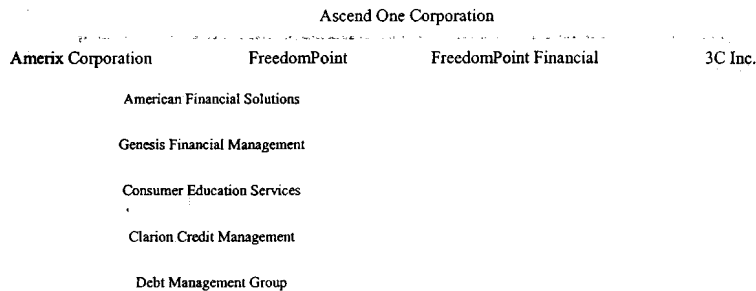 Ascend One Corporation
Amerix Corporation FreedomPoint FreedomPoint Financial 3C Inc.
American Financial Solutions
Genesis Financial Management
Consumer Education Services
Clarion Credit Management
Debt Management Group